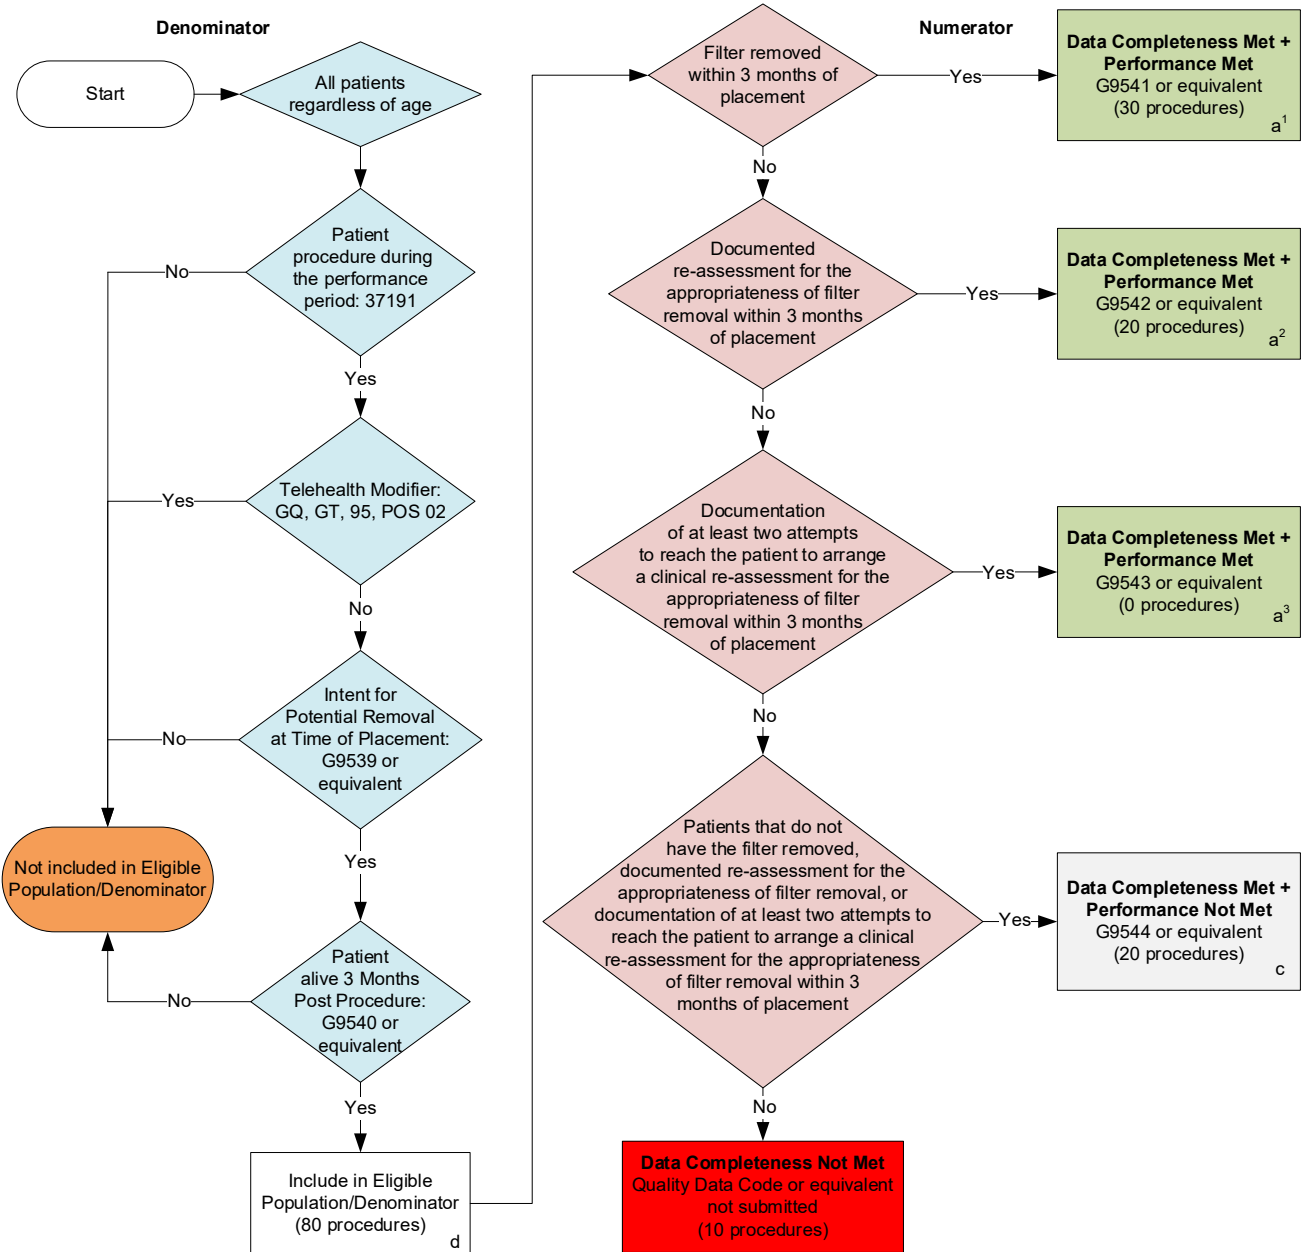 Denominator
Start
All patients
regardless of age
Patient
procedure during
the performance
period: 37191
No
Yes
Telehealth Modifier:
GQ, GT, 95, POS 02
Yes
No
Intent for
Potential Removal
at Time of Placement:
G9539 or
equivalent
No
Yes
Not included in Eligible
Population/Denominator
Patient
alive 3 Months
Post Procedure:
G9540 or
equivalent
No
Yes
Include in Eligible
Population/Denominator
(80 procedures)
d
Numerator
Filter removed
within 3 months of
placement
Yes
Data Completeness Met +
Performance Met
G9541 or equivalent
(30 procedures)
a1
No
Documented
re-assessment for the
appropriateness of filter
removal within 3 months
of placement
Yes
Data Completeness Met +
Performance Met
G9542 or equivalent
(20 procedures)
a2
No
Documentation
of at least two attempts
to reach the patient to arrange
a clinical re-assessment for the
appropriateness of filter
removal within 3 months
of placement
Yes
Data Completeness Met +
Performance Met
G9543 or equivalent
(0 procedures)
a3
No
Patients that do not
have the filter removed,
documented re-assessment for the
appropriateness of filter removal, or
documentation of at least two attempts to
reach the patient to arrange a clinical
re-assessment for the appropriateness
of filter removal within 3
months of placement
Yes
Data Completeness Met +
Performance Not Met
G9544 or equivalent
(20 procedures)
c
No
Data Completeness Not Met
Quality Data Code or equivalent
not submitted
(10 procedures)